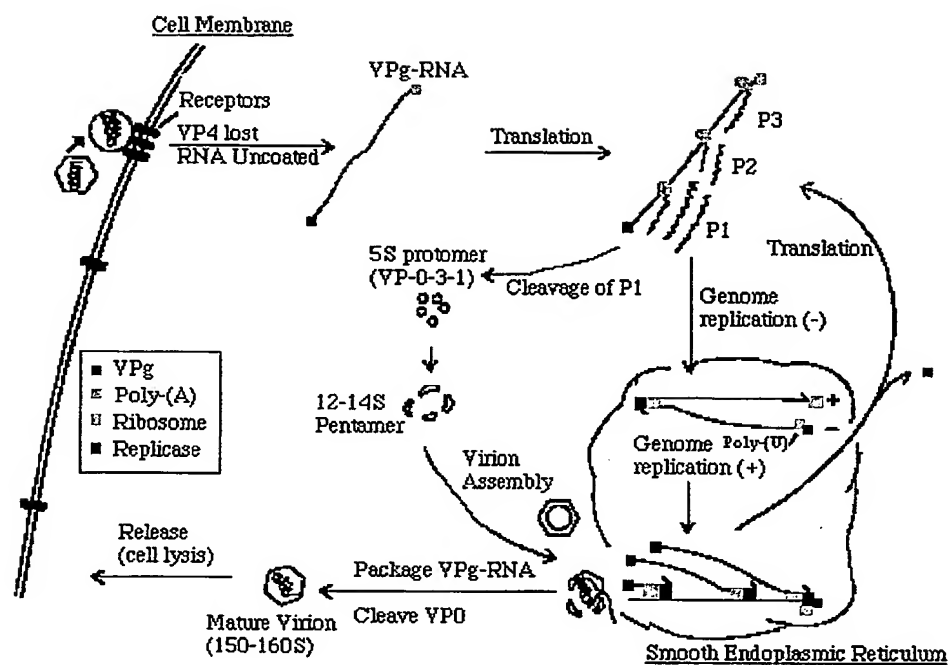 Cell Membrane
VPg-RNA
Receptors
VP4 lost
RNA Uncoated
Translation
P3
P2
P1
Translation
5S protomer
(VP-0-3-1)
Cleavage of P1
Genome
replication (-)
VPg
Poly-(A)
Ribosome
Replicase
12-14S
Pentamer
+
Poly-(U)
−
Genome
replication (+)
Virion
Assembly
Release
(cell lysis)
Package VPg-RNA
Cleave VP0
Mature Virion
(150-160S)
Smooth Endoplasmic Reticulum